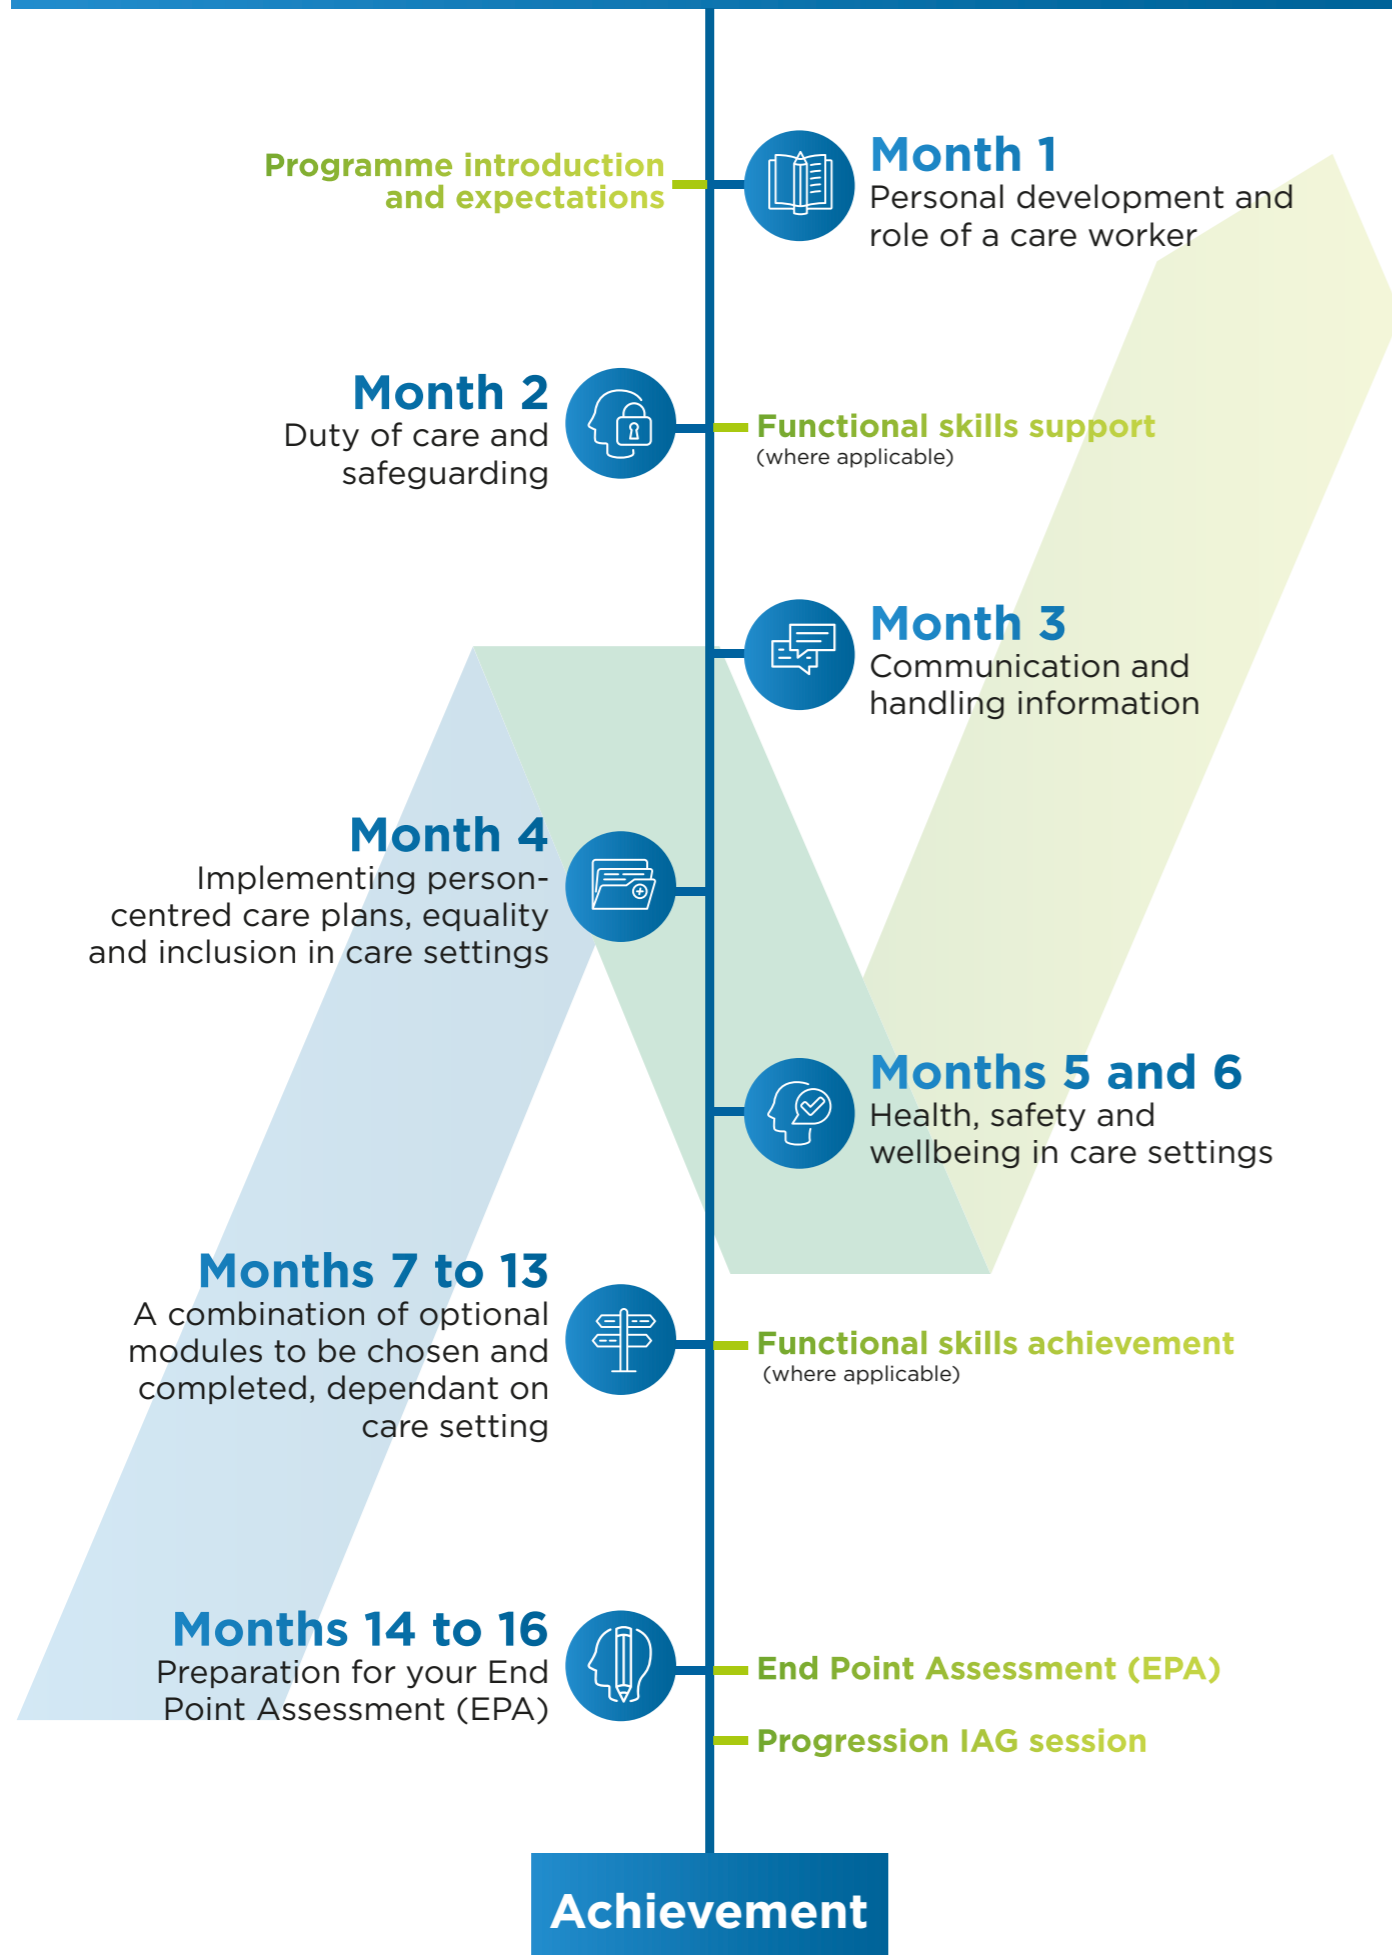 Programme introduction
and expectations
Month 1
Personal development and
role of a care worker
Month 2
Duty of care and
safeguarding
Functional skills support
(where applicable)
Month 3
Communication and
handling information
Month 4
Implementing person-
centred care plans, equality
and inclusion in care settings
Months 5 and 6
Health, safety and
wellbeing in care settings
Months 7 to 13
A combination of optional
modules to be chosen and
completed, dependant on
care setting
Functional skills achievement
(where applicable)
Months 14 to 16
Preparation for your End
Point Assessment (EPA)
End Point Assessment (EPA)
Progression IAG session
Achievement